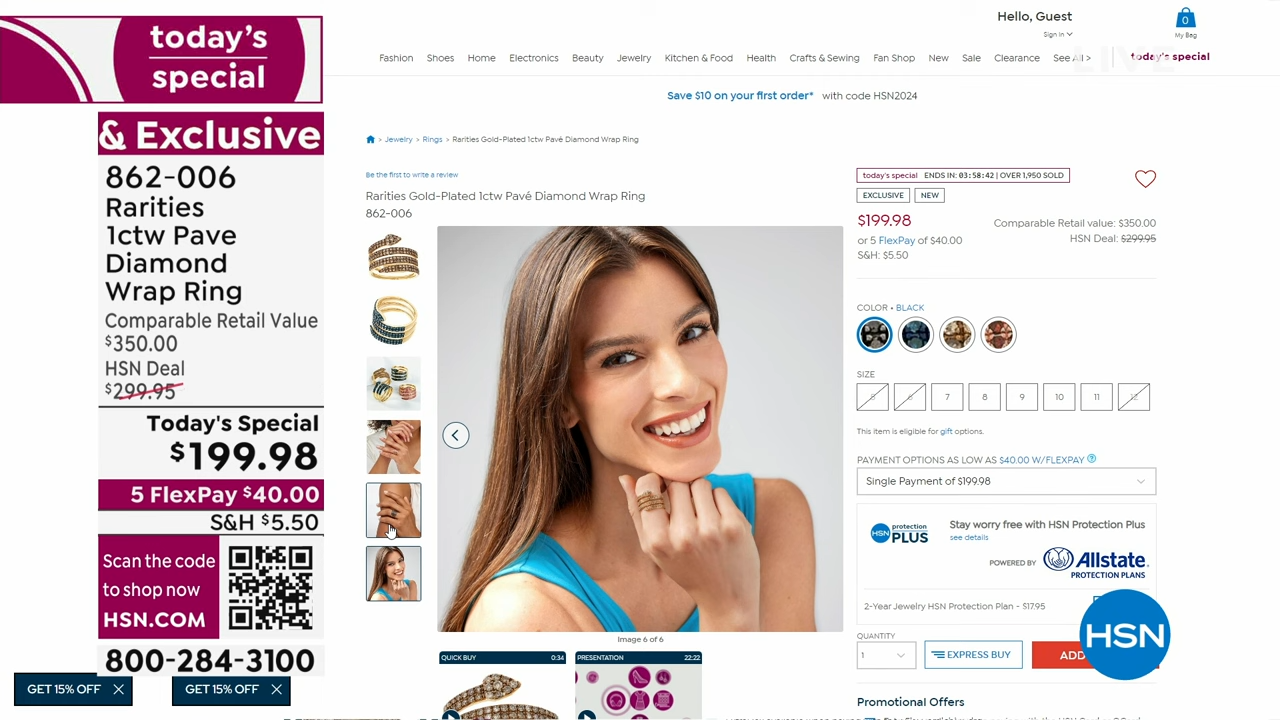 today's
special
& Exclusive
862-006
Rarities
1ctw Pave
Diamond
Wrap Ring
Comparable Retail Value
$350.00
HSN Deal
$299.95
Today's Special
$199.98
5 FlexPay $40.00
S&H $5.50
Scan the code
to shop now
HSN.COM
800-284-3100
GET 15% OFF
GET 15% OFF
Hello, Guest
Sign In
0
My Bag
Fashion Shoes Home Electronics Beauty Jewelry Kitchen & Food Health Crafts & Sewing Fan Shop New Sale Clearance See All > today's special
LIVE
Save $10 on your first order* with code HSN2024
> Jewelry > Rings > Rarities Gold-Plated 1ctw Pavé Diamond Wrap Ring
Be the first to write a review
Rarities Gold-Plated 1ctw Pavé Diamond Wrap Ring
862-006
Image 6 of 6
QUICK BUY 0:34
PRESENTATION 22:22
today's special ENDS IN: 03:58:42 | OVER 1,950 SOLD
EXCLUSIVE NEW
$199.98
or 5 FlexPay of $40.00
S&H: $5.50
Comparable Retail value: $350.00
HSN Deal: $299.95
COLOR • BLACK
SIZE
5 6 7 8 9 10 11 12
This item is eligible for gift options.
PAYMENT OPTIONS AS LOW AS $40.00 W/FLEXPAY
Single Payment of $199.98
HSN protection PLUS
Stay worry free with HSN Protection Plus
see details
POWERED BY Allstate
PROTECTION PLANS
2-Year Jewelry HSN Protection Plan - $17.95
QUANTITY
1
EXPRESS BUY
ADD
HSN
Promotional Offers